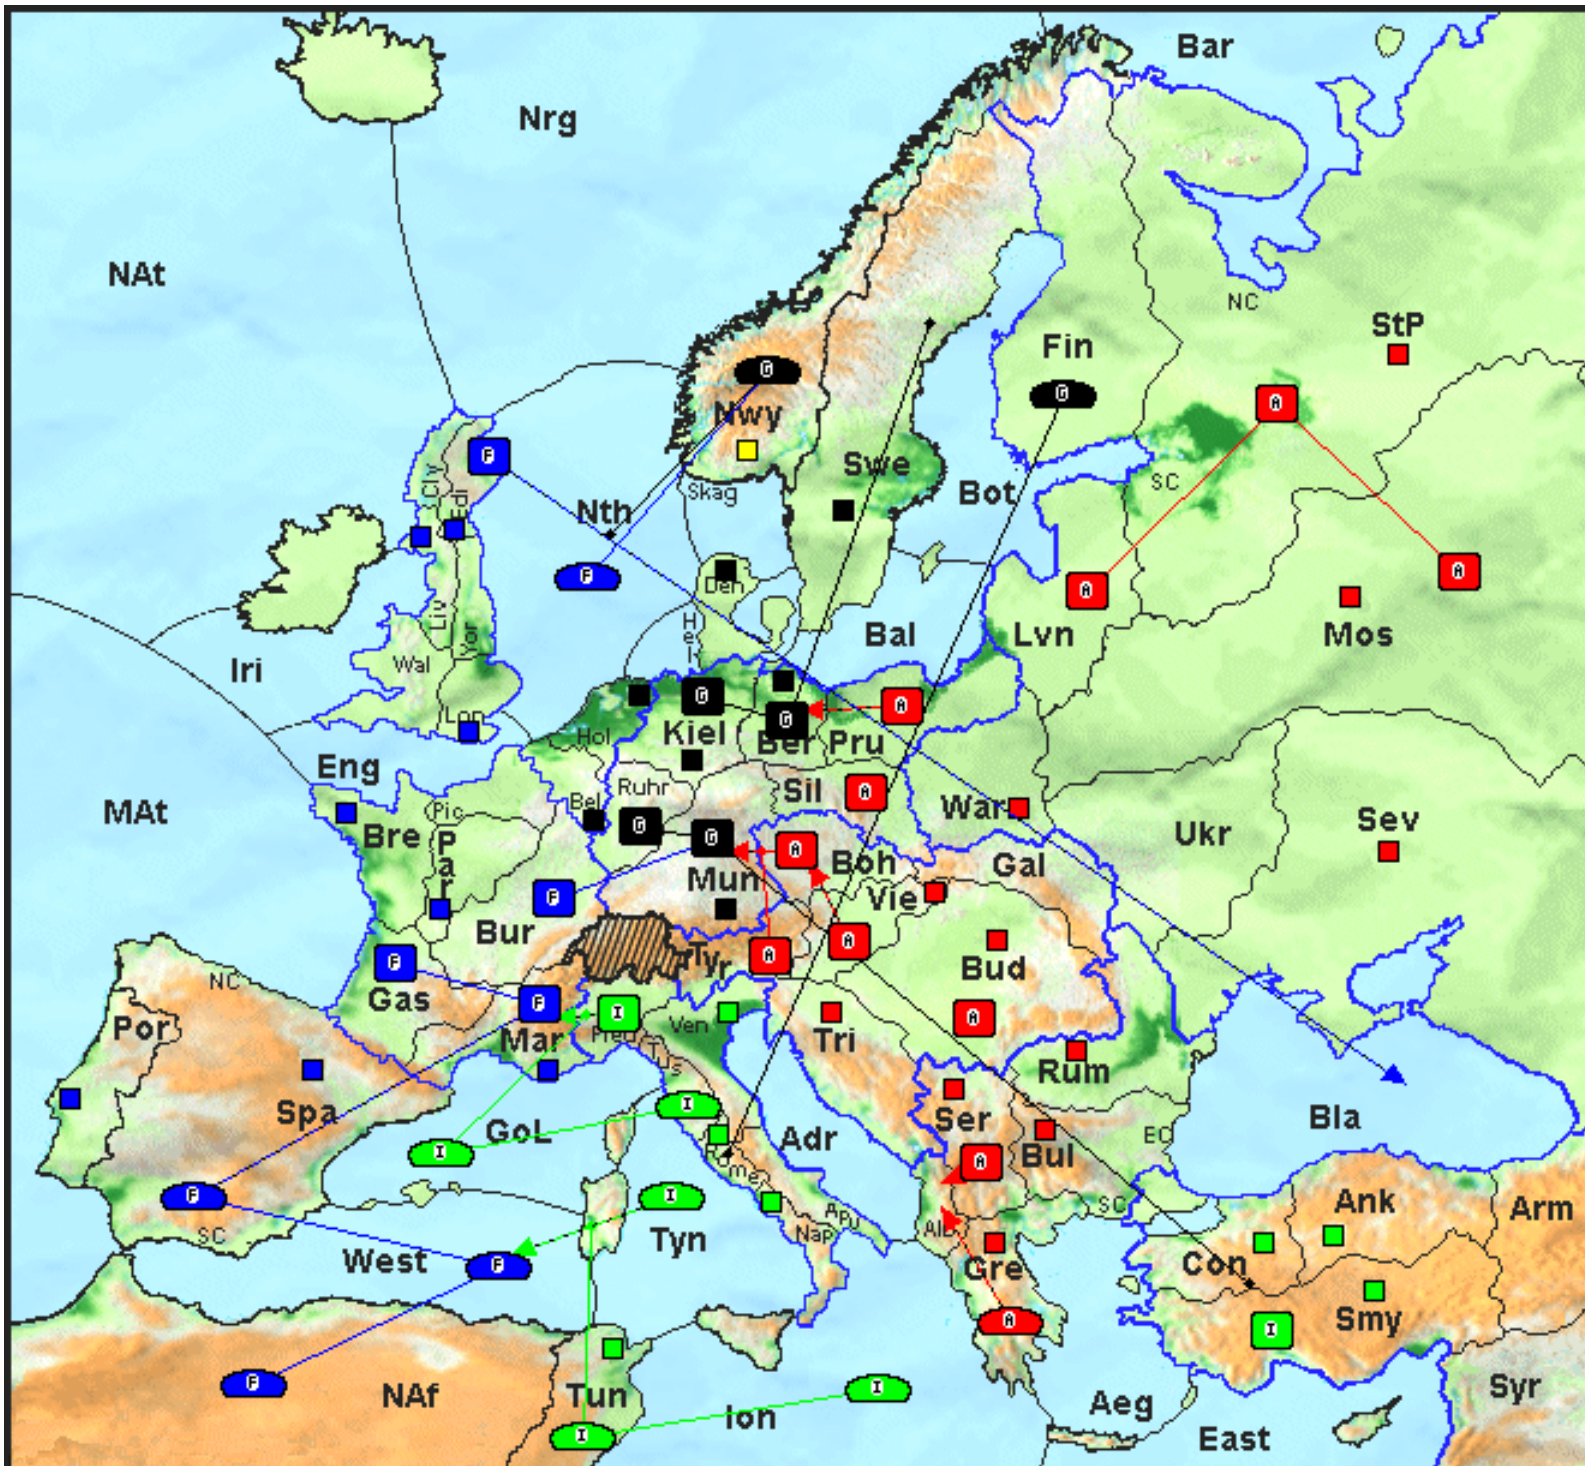 Bar
Nrg
NAt
NC
StP
Fin
G
A
G
Nwy
F
Swe
SC
Cly
Edi
Skag
Bot
Nth
A
F
A
Den
Hel
Lvn
Mos
Liv
Yor
Bal
Iri
Wal
G
A
Lon
G
Kiel
Ber
Pru
Hol
Eng
Ruhr
Sil
A
Bel
War
MAt
Pic
Bre
Par
G
G
Ukr
Sev
A
Boh
Gal
Mun
F
Vie
Bur
A
Tyr
A
Bud
F
NC
Gas
F
I
A
Por
Mar
Pied
Ven
Tri
Tus
Rum
Spa
I
Ser
GoL
Adr
Bla
I
Rome
A
Bul
EC
F
I
Ank
SC
Apu
SC
Arm
Nap
Alb
Tyn
West
F
Gre
Con
A
I
Smy
F
NAf
Tun
I
Syr
Ion
Aeg
I
East